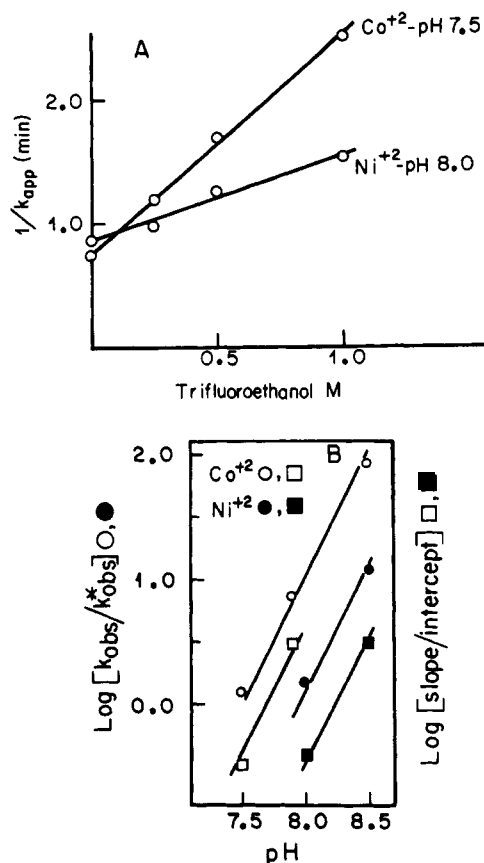 A
Co+2-pH 7.5
2.0
Ni+2-pH 8.0
1/kapp (min)
1.0
0.5
1.0
Trifluoroethanol M
B
2.0
Co+2 ○, □
Ni+2 ●, ■
1.0
0.0
Log [kobs/k*obs] ○, ●
Log [slope/intercept] □, ■
7.5
8.0
8.5
pH